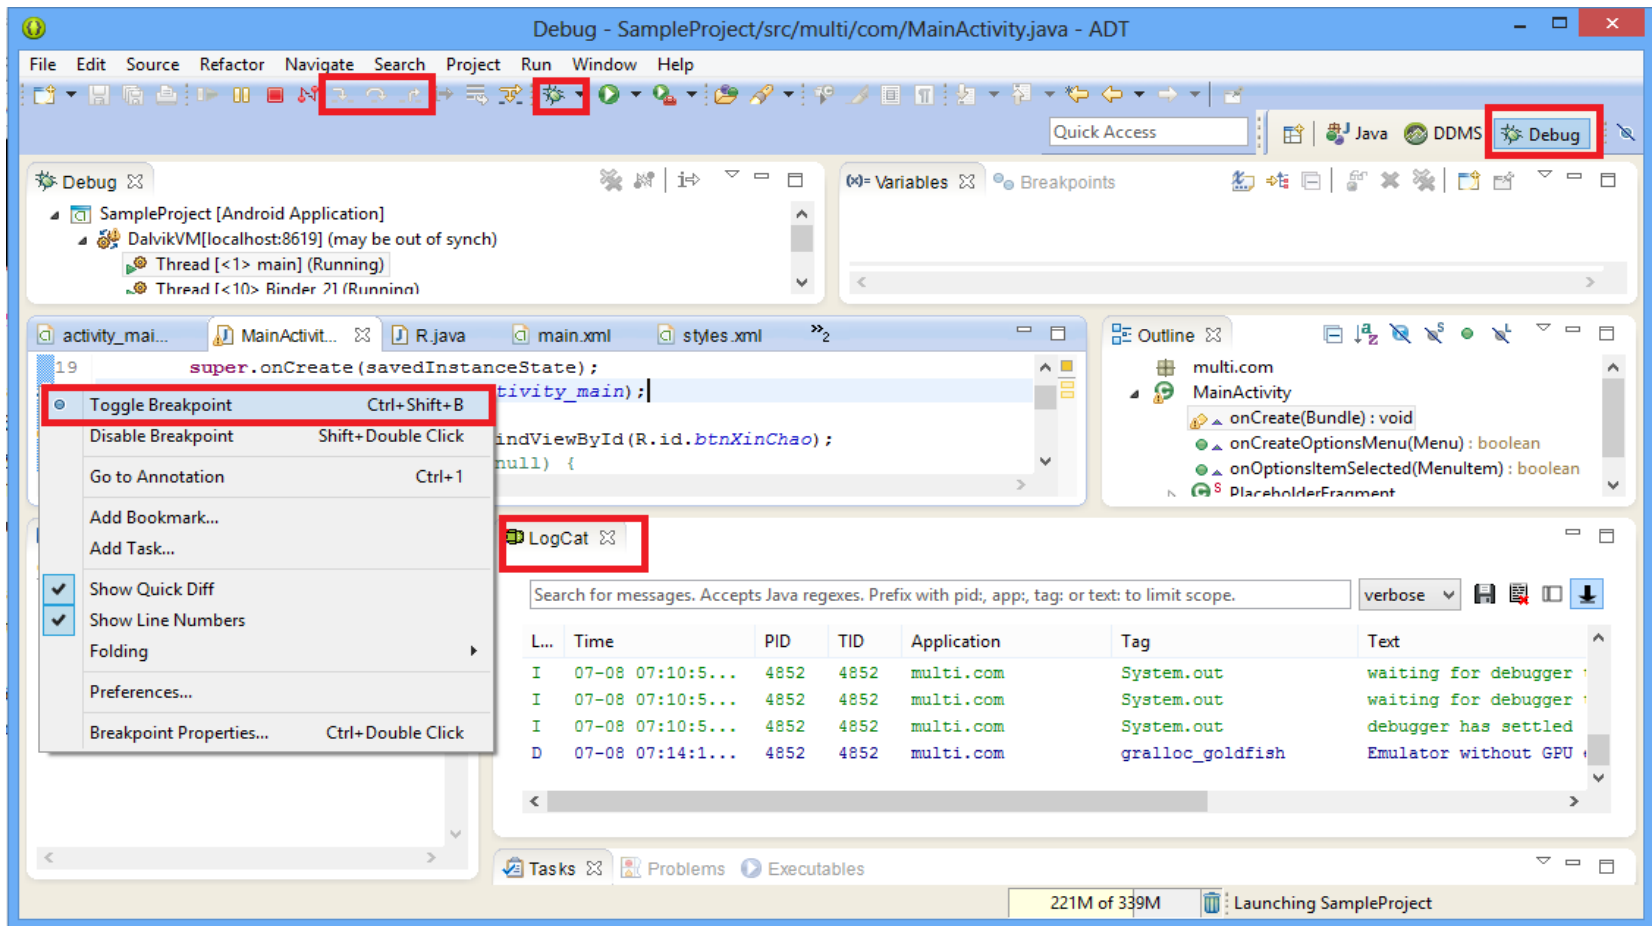 Debug - SampleProject/src/multi/com/MainActivity.java - ADT
File Edit Source Refactor Navigate Search Project Run Window Help
Quick Access Java DDMS Debug
Debug
SampleProject [Android Application]
DalvikVM[localhost:8619] (may be out of synch)
Thread [<1> main] (Running)
Thread [<10> Binder 2] (Running)
(x)= Variables Breakpoints
activity_mai... MainActivit... R.java main.xml styles.xml »2
19 super.onCreate(savedInstanceState);
tivity_main);
indViewById(R.id.btnXinChao);
null) {
Toggle Breakpoint Ctrl+Shift+B
Disable Breakpoint Shift+Double Click
Go to Annotation Ctrl+1
Add Bookmark...
Add Task...
Show Quick Diff
Show Line Numbers
Folding
Preferences...
Breakpoint Properties... Ctrl+Double Click
Outline
multi.com
MainActivity
onCreate(Bundle) : void
onCreateOptionsMenu(Menu) : boolean
onOptionsItemSelected(MenuItem) : boolean
PlaceholderFragment
LogCat
Search for messages. Accepts Java regexes. Prefix with pid:, app:, tag: or text: to limit scope. verbose
L... Time PID TID Application Tag Text
I 07-08 07:10:5... 4852 4852 multi.com System.out waiting for debugger
I 07-08 07:10:5... 4852 4852 multi.com System.out waiting for debugger
I 07-08 07:10:5... 4852 4852 multi.com System.out debugger has settled
D 07-08 07:14:1... 4852 4852 multi.com gralloc_goldfish Emulator without GPU
Tasks Problems Executables
221M of 339M Launching SampleProject